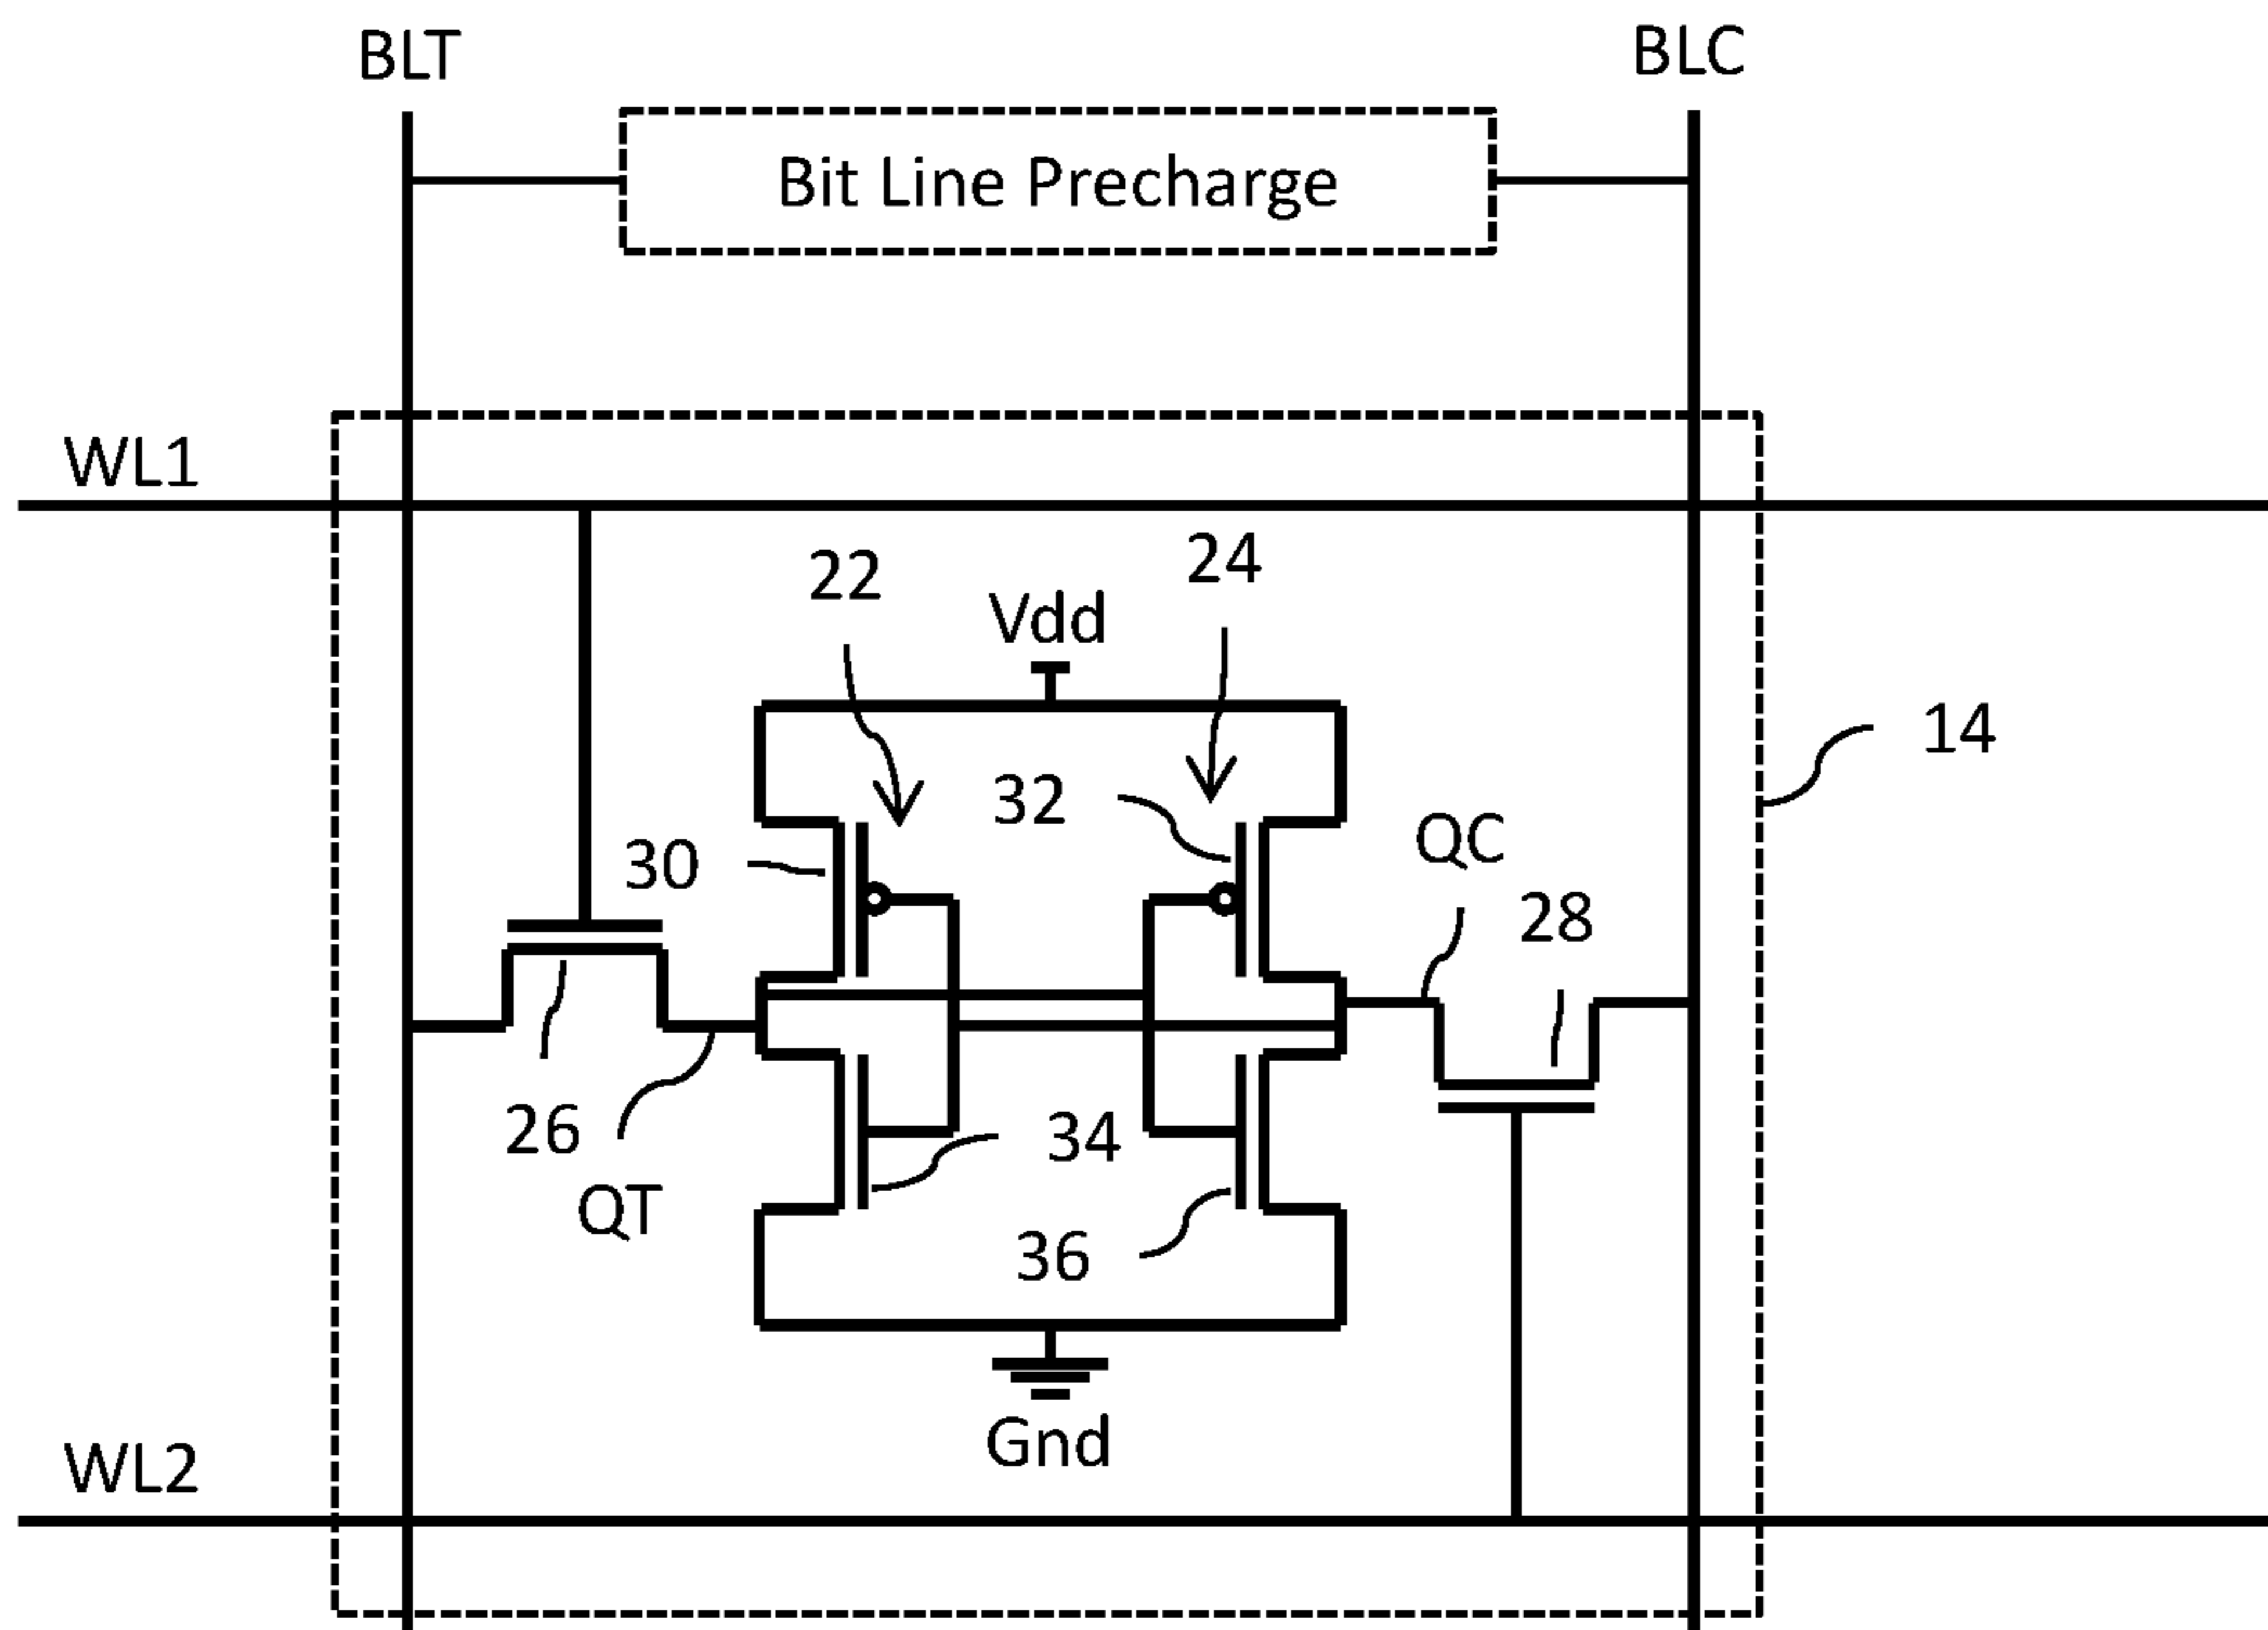 BLT
BLC
Bit Line Precharge
WL1
22
24
Vdd
14
32
30
QC
28
26
34
QT
36
Gnd
WL2